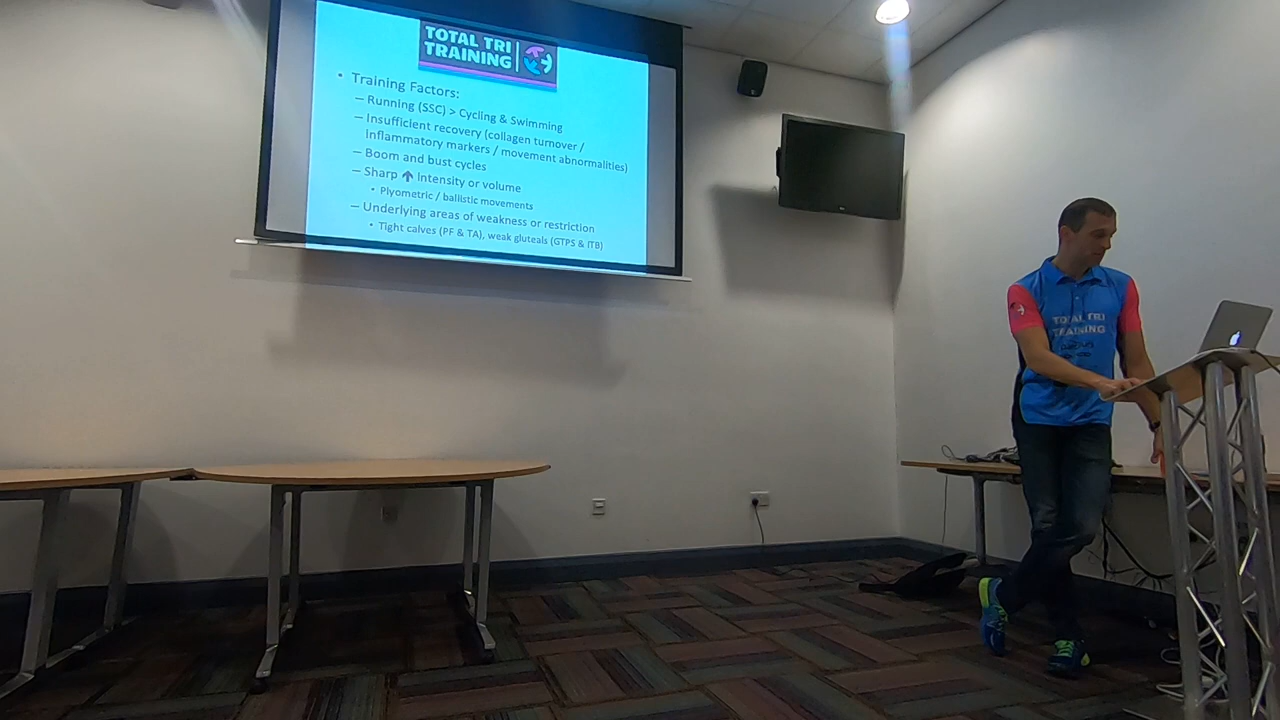 TOTAL TRI
TRAINING
• Training Factors:
– Running (SSC) > Cycling & Swimming
– Insufficient recovery (collagen turnover /
Inflammatory markers / movement abnormalities)
– Boom and bust cycles
– Sharp ↑ Intensity or volume
• Plyometric / ballistic movements
– Underlying areas of weakness or restriction
• Tight calves (PF & TA), weak gluteals (GTPS & ITB)
TOTAL TRI
TRAINING